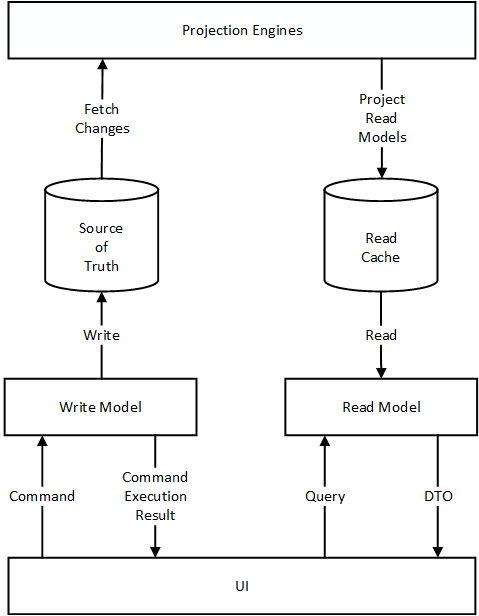 Projection Engines
Fetch
Changes
Project
Read
Models
Source
of
Truth
Read
Cache
Write
Read
Write Model
Read Model
Command
Command
Execution
Result
Query
DTO
UI